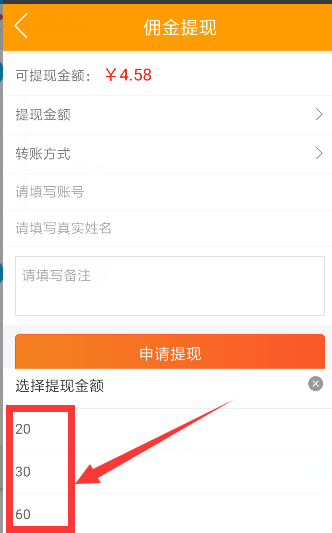 佣金提现
可提现金额： ￥4.58
提现金额
转账方式
请填写账号
请填写真实姓名
请填写备注
申请提现
选择提现金额
20
30
60